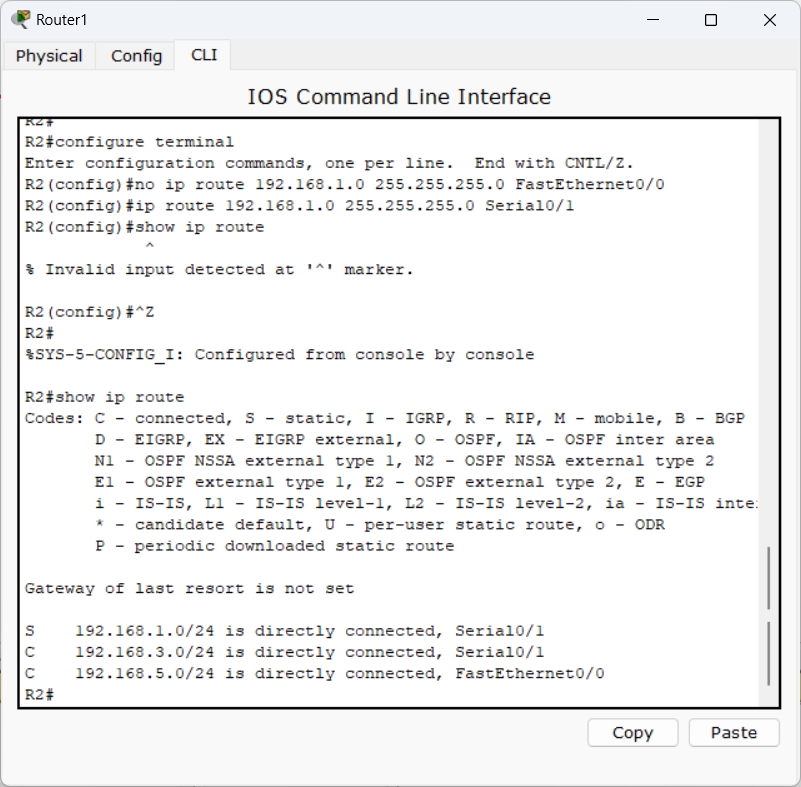 Router1
Physical Config CLI
IOS Command Line Interface
R2#
R2#configure terminal
Enter configuration commands, one per line.  End with CNTL/Z.
R2(config)#no ip route 192.168.1.0 255.255.255.0 FastEthernet0/0
R2(config)#ip route 192.168.1.0 255.255.255.0 Serial0/1
R2(config)#show ip route
            ^
% Invalid input detected at '^' marker.
R2(config)#^Z
R2#
%SYS-5-CONFIG_I: Configured from console by console
R2#show ip route
Codes: C - connected, S - static, I - IGRP, R - RIP, M - mobile, B - BGP
       D - EIGRP, EX - EIGRP external, O - OSPF, IA - OSPF inter area
       N1 - OSPF NSSA external type 1, N2 - OSPF NSSA external type 2
       E1 - OSPF external type 1, E2 - OSPF external type 2, E - EGP
       i - IS-IS, L1 - IS-IS level-1, L2 - IS-IS level-2, ia - IS-IS inte
       * - candidate default, U - per-user static route, o - ODR
       P - periodic downloaded static route
Gateway of last resort is not set
S    192.168.1.0/24 is directly connected, Serial0/1
C    192.168.3.0/24 is directly connected, Serial0/1
C    192.168.5.0/24 is directly connected, FastEthernet0/0
R2#
Copy Paste